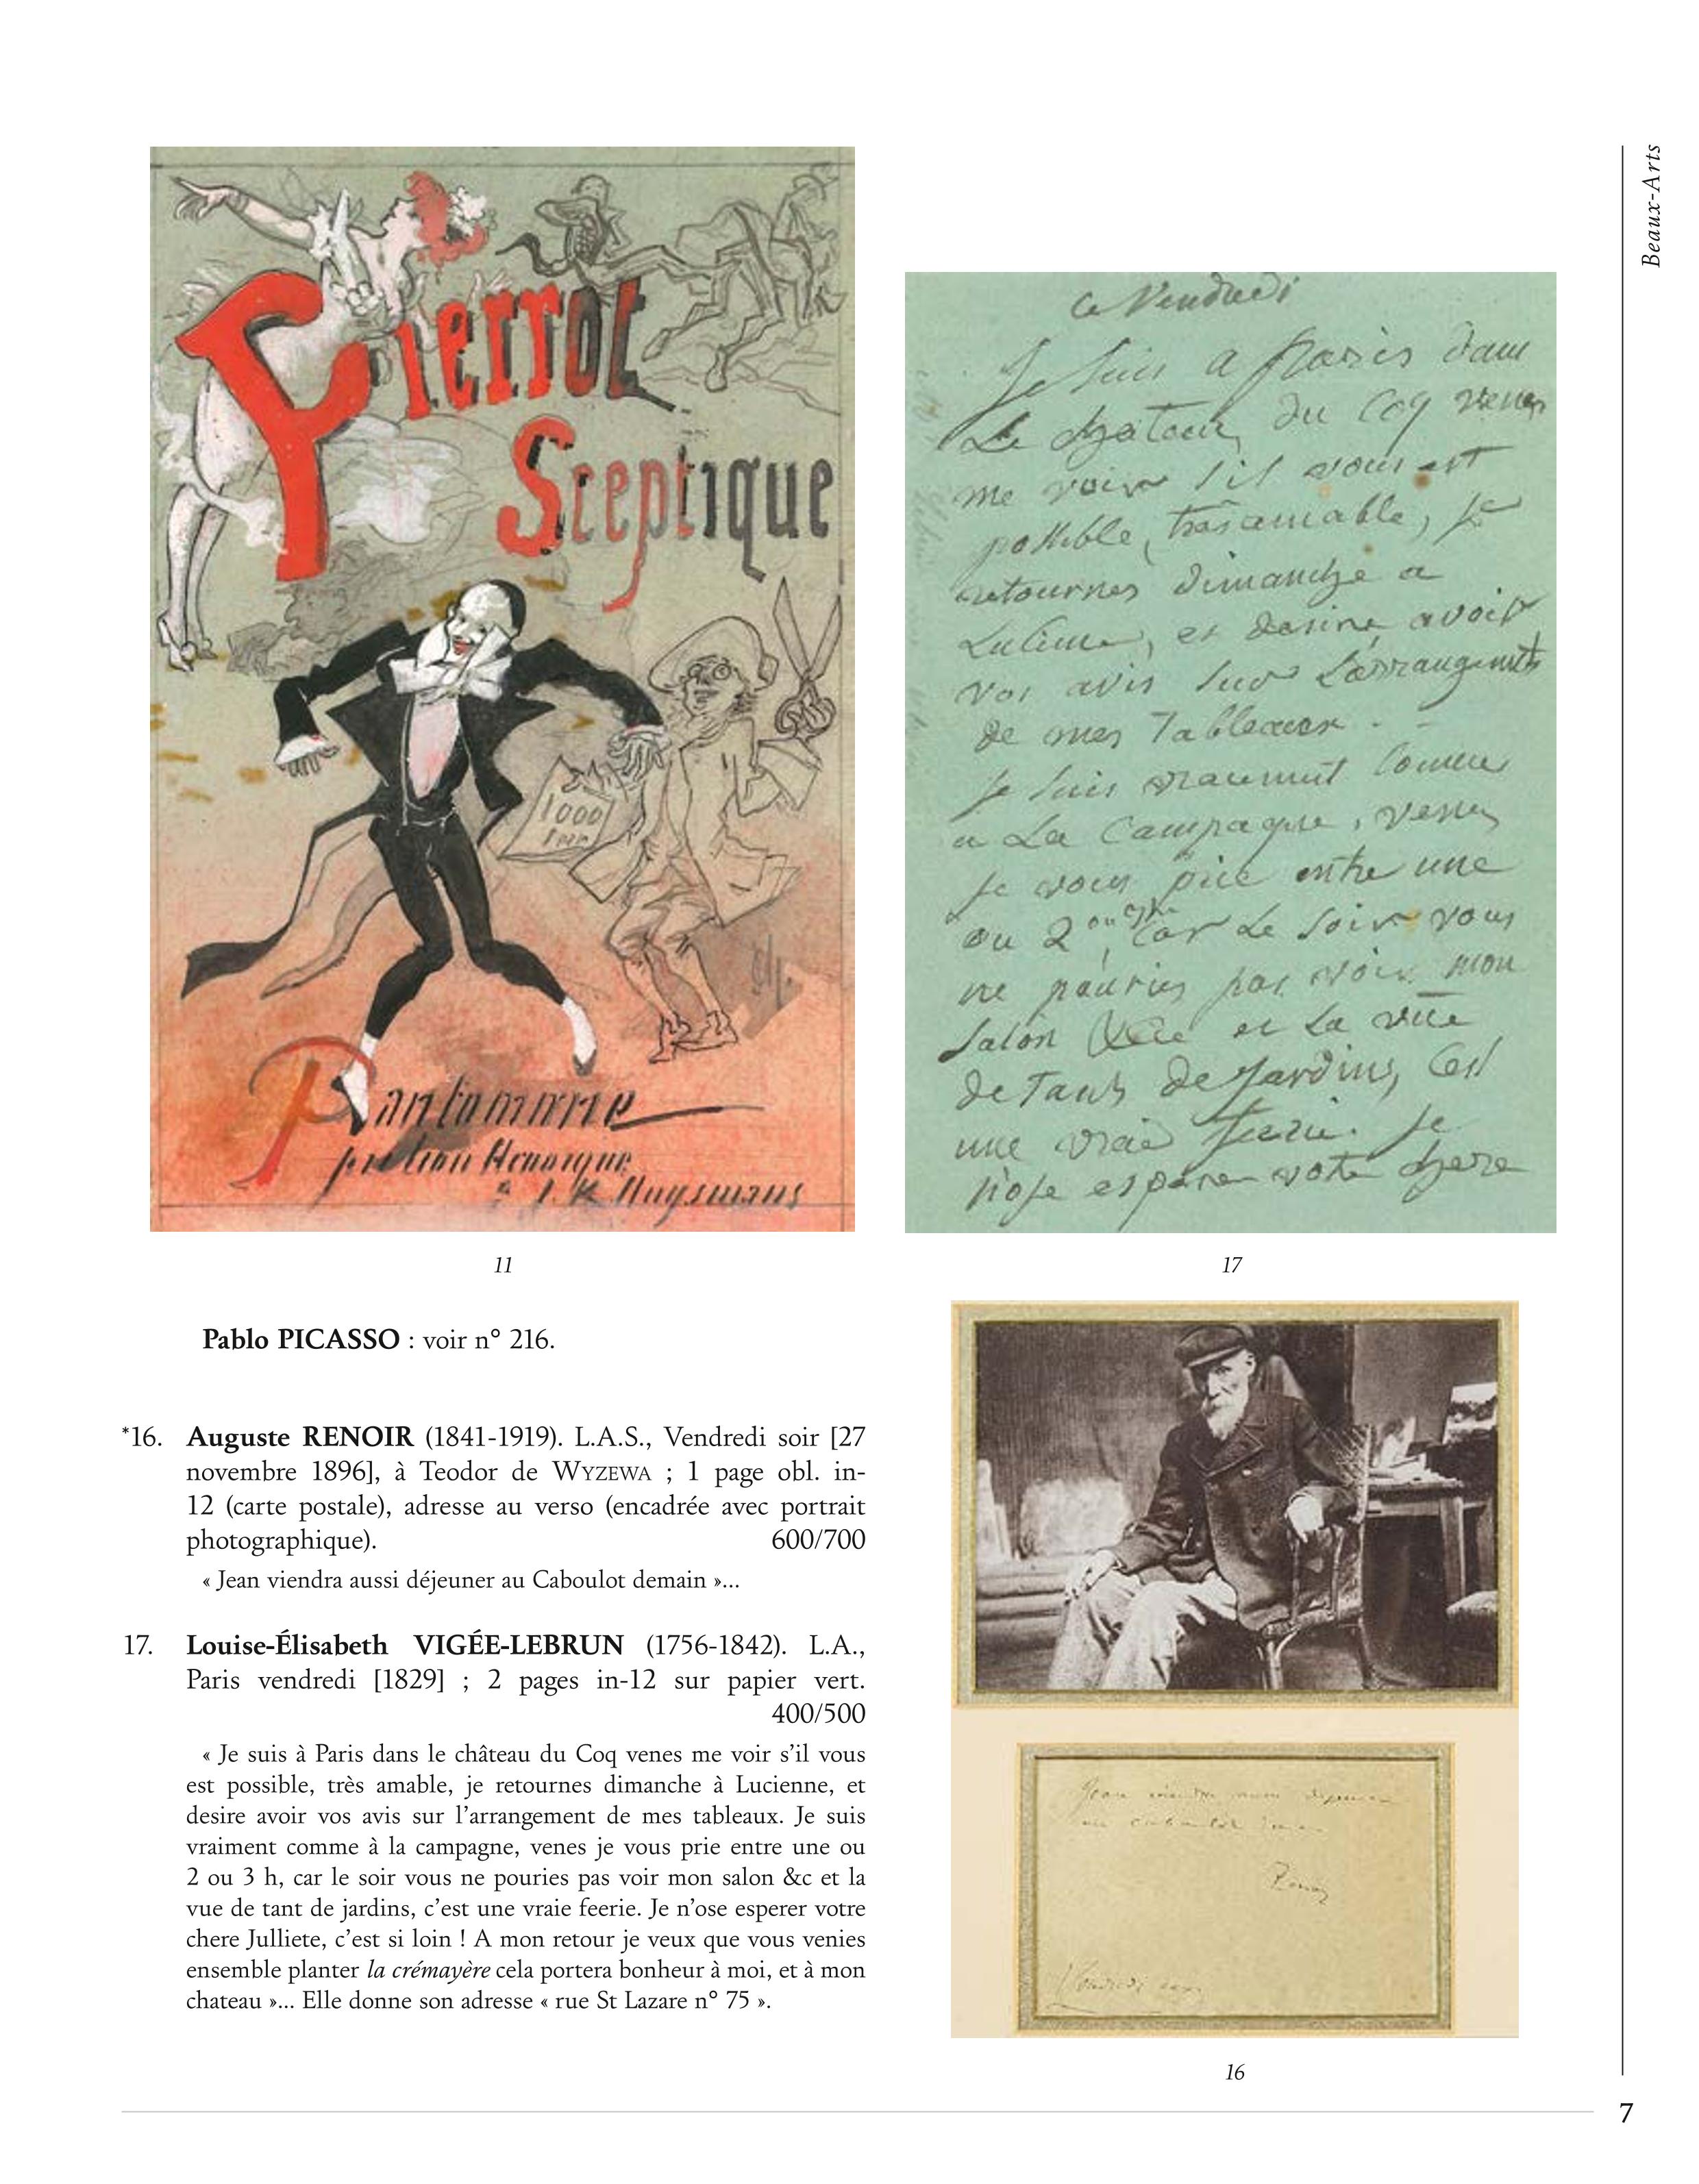 Beaux-Arts
Pierrot
Sceptique
1000
Pantomime
J. K. Huysmans
11
Ce Vendredi
Je suis a Paris dans
Le chateau du Coq venes
me voir s'il vous est
possible, tres amable, je
retournes dimanche a
Lucienne, et desire avoir
vos avis sur L'arrangements
de mes Tableaux.
Je suis vraiment comme
a La Campagne, venes
je vous prie entre une
ou 2 ou 3h, car Le soir vous
ne pouries pas voir mon
salon &c et La vue
de Tant de Jardins, C'est
une vraie feerie. Je
n'ose esperer votre chere
17
Pablo PICASSO : voir n° 216.
*16. Auguste RENOIR (1841-1919). L.A.S., Vendredi soir [27
novembre 1896], à Teodor de WYZEWA ; 1 page obl. in-
12 (carte postale), adresse au verso (encadrée avec portrait
photographique). 600/700
« Jean viendra aussi déjeuner au Caboulot demain »...
17. Louise-Élisabeth VIGÉE-LEBRUN (1756-1842). L.A.,
Paris vendredi [1829] ; 2 pages in-12 sur papier vert.
400/500
« Je suis à Paris dans le château du Coq venes me voir s'il vous
est possible, très amable, je retournes dimanche à Lucienne, et
desire avoir vos avis sur l'arrangement de mes tableaux. Je suis
vraiment comme à la campagne, venes je vous prie entre une ou
2 ou 3 h, car le soir vous ne pouries pas voir mon salon &c et la
vue de tant de jardins, c'est une vraie feerie. Je n'ose esperer votre
chere Julliete, c'est si loin ! A mon retour je veux que vous venies
ensemble planter la crémayère cela portera bonheur à moi, et à mon
chateau »... Elle donne son adresse « rue St Lazare n° 75 ».
Jean viendra aussi déjeuner
au Caboulot demain
Renoir
Vendredi soir
16
7